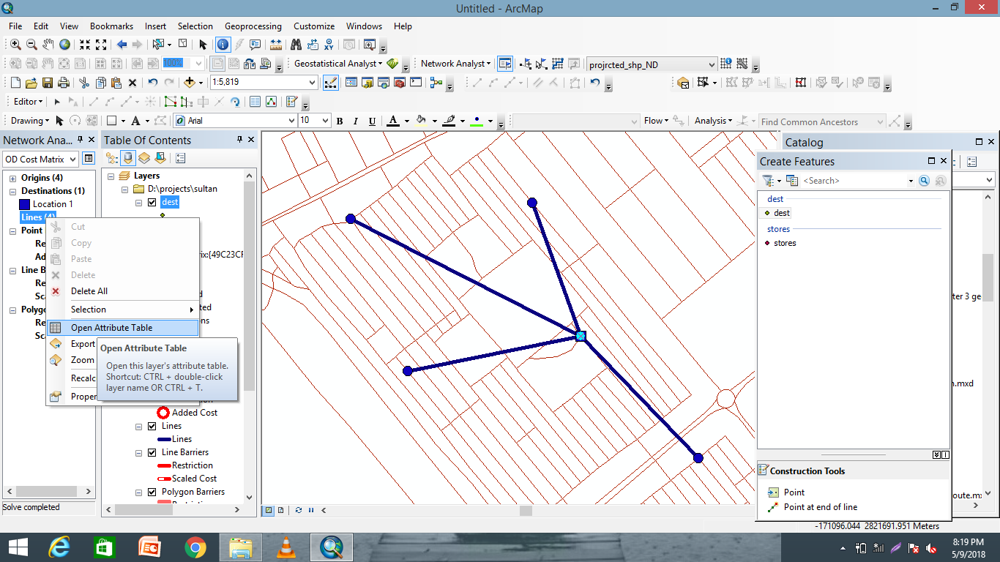 Untitled - ArcMap
File Edit View Bookmarks Insert Selection Geoprocessing Customize Windows Help
100% Geostatistical Analyst Network Analyst projrcted_shp_ND
1:5,819
Editor
Drawing Arial 10 B I U A Flow Analysis Find Common Ancestors
Network Ana...
OD Cost Matrix
Origins (4)
Destinations (1)
Location 1
Lines (4)
Point
Re
Ad
Line B
Re
Sc
Polygo
Re
Sc
Solve completed
Cut
Copy
Paste
Delete
Delete All
Selection
Open Attribute Table
Export
Zoom
Recalc
Proper
Open Attribute Table
Open this layer's attribute table.
Shortcut: CTRL + double-click
layer name OR CTRL + T.
Table Of Contents
Layers
D:\projects\sultan
dest
rix:{49C23CF
d
ted
ns
Added Cost
Lines
Lines
Line Barriers
Restriction
Scaled Cost
Polygon Barriers
Catalog
ter 3 ge
n.mxd
oute.mx
Create Features
<Search>
dest
dest
stores
stores
Construction Tools
Point
Point at end of line
-171096.044 2821691.951 Meters
8:19 PM
5/9/2018